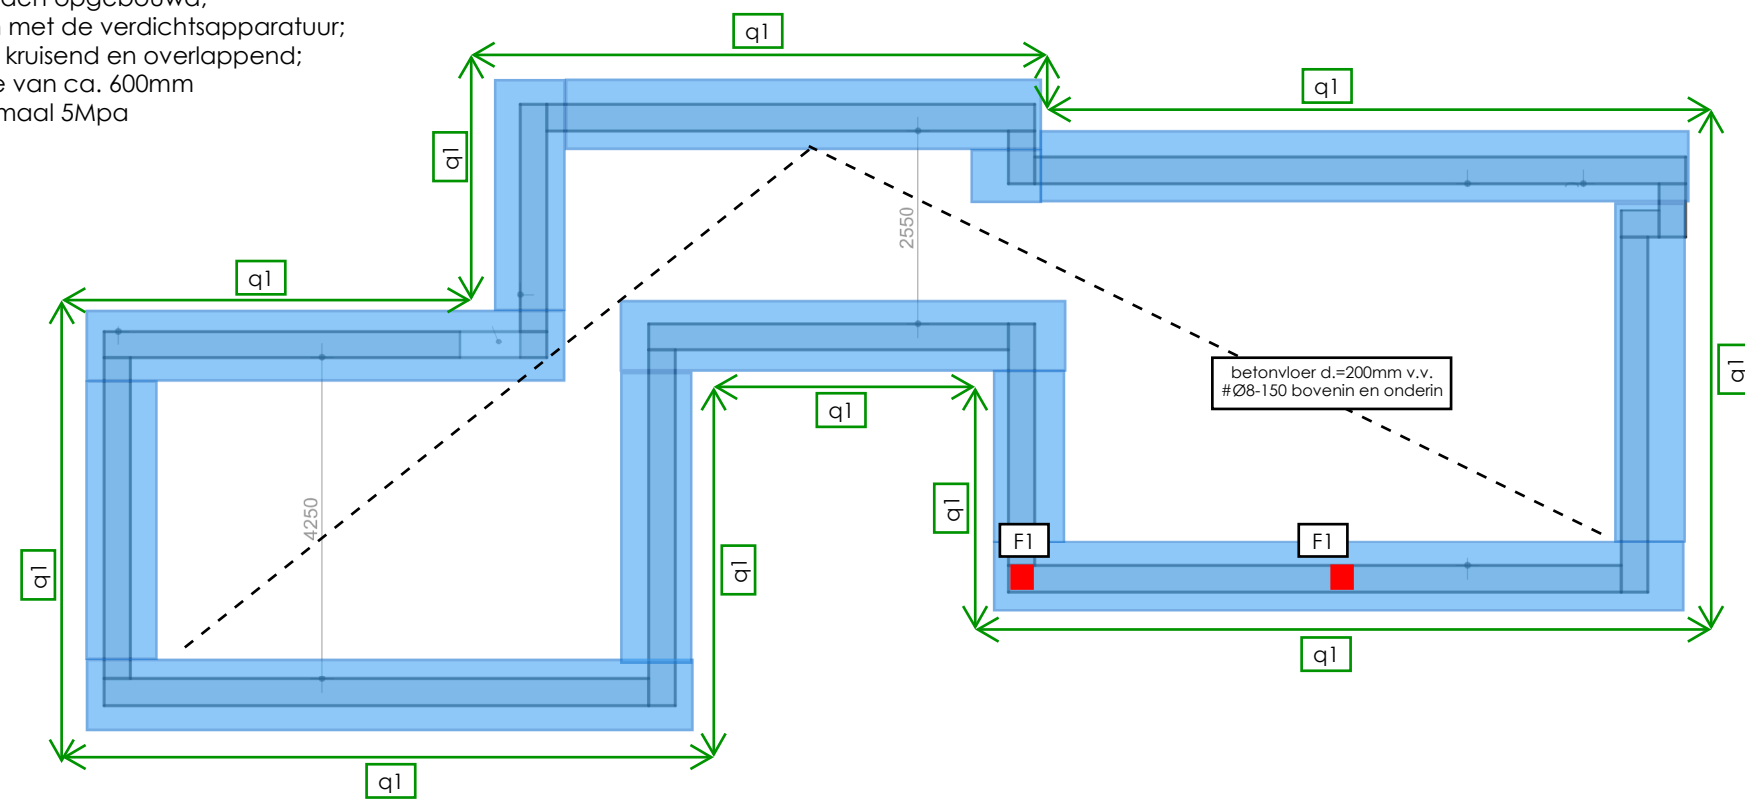 met de verdichtsapparatuur;
kruisend en overlappend;
van ca. 600mm
5Mpa
q1
q1
q1
q1
2550
q1
betonvloer d.=200mm v.v.
#Ø8-150 bovenin en onderin
q1
q1
4250
q1
F1
F1
q1
q1
q1
q1